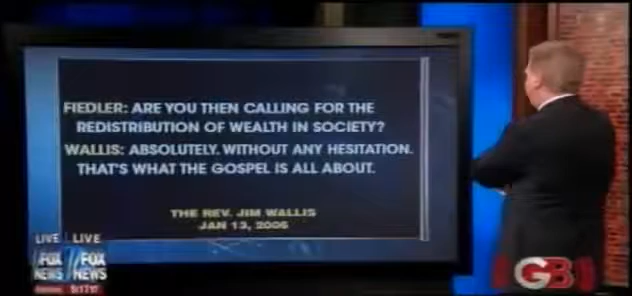 FIEDLER: ARE YOU THEN CALLING FOR THE
REDISTRIBUTION OF WEALTH IN SOCIETY?
WALLIS: ABSOLUTELY. WITHOUT ANY HESITATION.
THAT'S WHAT THE GOSPEL IS ALL ABOUT.
THE REV. JIM WALLIS
JAN 13, 2006
LIVE LIVE
FOX FOX
NEWS NEWS
GB